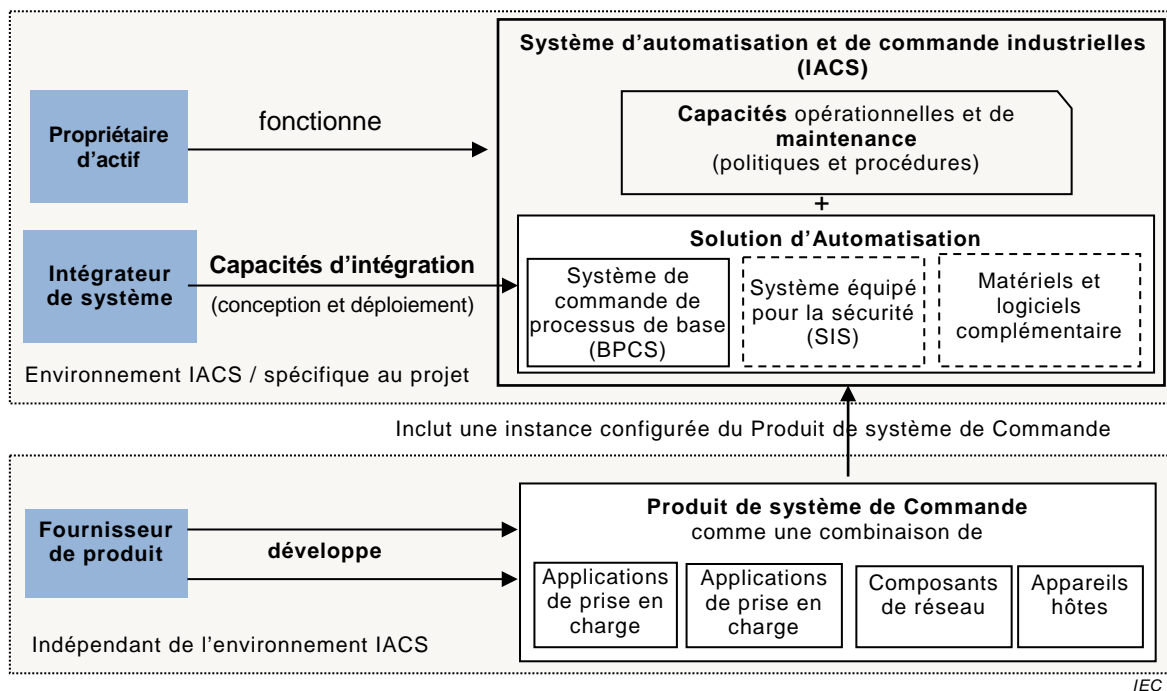 Système d'automatisation et de commande industrielles
(IACS)
Propriétaire
d'actif
fonctionne
Capacités opérationnelles et de
maintenance
(politiques et procédures)
+
Solution d'Automatisation
Intégrateur
de système
Capacités d'intégration
(conception et déploiement)
Système de
commande de
processus de base
(BPCS)
Système équipé
pour la sécurité
(SIS)
Matériels et
logiciels
complémentaire
Environnement IACS / spécifique au projet
Inclut une instance configurée du Produit de système de Commande
Fournisseur
de produit
développe
Produit de système de Commande
comme une combinaison de
Applications
de prise en
charge
Applications
de prise en
charge
Composants
de réseau
Appareils
hôtes
Indépendant de l'environnement IACS
IEC